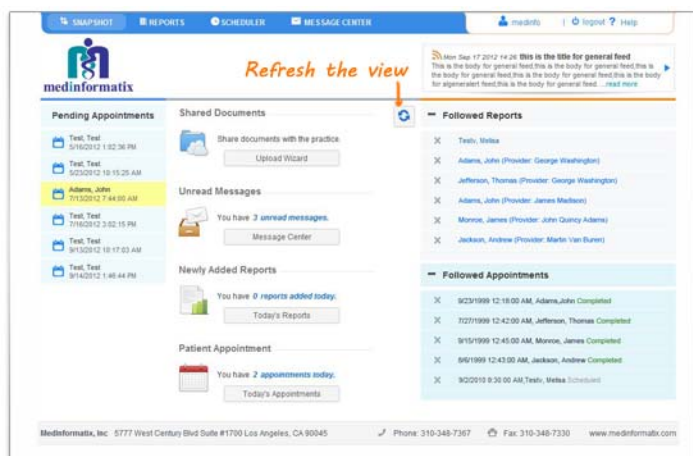 SNAPSHOT REPORTS SCHEDULER MESSAGE CENTER medinfo | logout ? Help
medinformatix
Refresh the view
Mon Sep 17 2012 14:26 this is the title for general feed
This is the body for general feed,this is the body for general feed,this is
the body for general feed,this is the body for general feed,this is the body
for algeneralert feed,this is the body for general feed. ...read more
Pending Appointments
Test, Test
5/16/2012 1:02:36 PM
Test, Test
5/23/2012 10:15:25 AM
Adams, John
7/13/2012 7:44:00 AM
Test, Test
7/16/2012 3:02:15 PM
Test, Test
9/13/2012 10:17:03 AM
Test, Test
9/14/2012 1:46:44 PM
Shared Documents
Share documents with the practice.
Upload Wizard
Unread Messages
You have 3 unread messages.
Message Center
Newly Added Reports
You have 0 reports added today.
Today's Reports
Patient Appointment
You have 2 appointments today.
Today's Appointments
Followed Reports
Testv, Melisa
Adams, John (Provider: George Washington)
Jefferson, Thomas (Provider: George Washington)
Adams, John (Provider: James Madison)
Monroe, James (Provider: John Quincy Adams)
Jackson, Andrew (Provider: Martin Van Buren)
Followed Appointments
9/23/1999 12:18:00 AM, Adams,John Completed
7/27/1999 12:42:00 AM, Jefferson, Thomas Completed
9/15/1999 12:45:00 AM, Monroe, James Completed
8/6/1999 12:43:00 AM, Jackson, Andrew Completed
9/2/2010 9:30:00 AM,Testv, Melisa Scheduled
Medinformatix, Inc 5777 West Century Blvd Suite #1700 Los Angeles, CA 90045 Phone: 310-348-7367 Fax: 310-348-7330 www.medinformatix.com